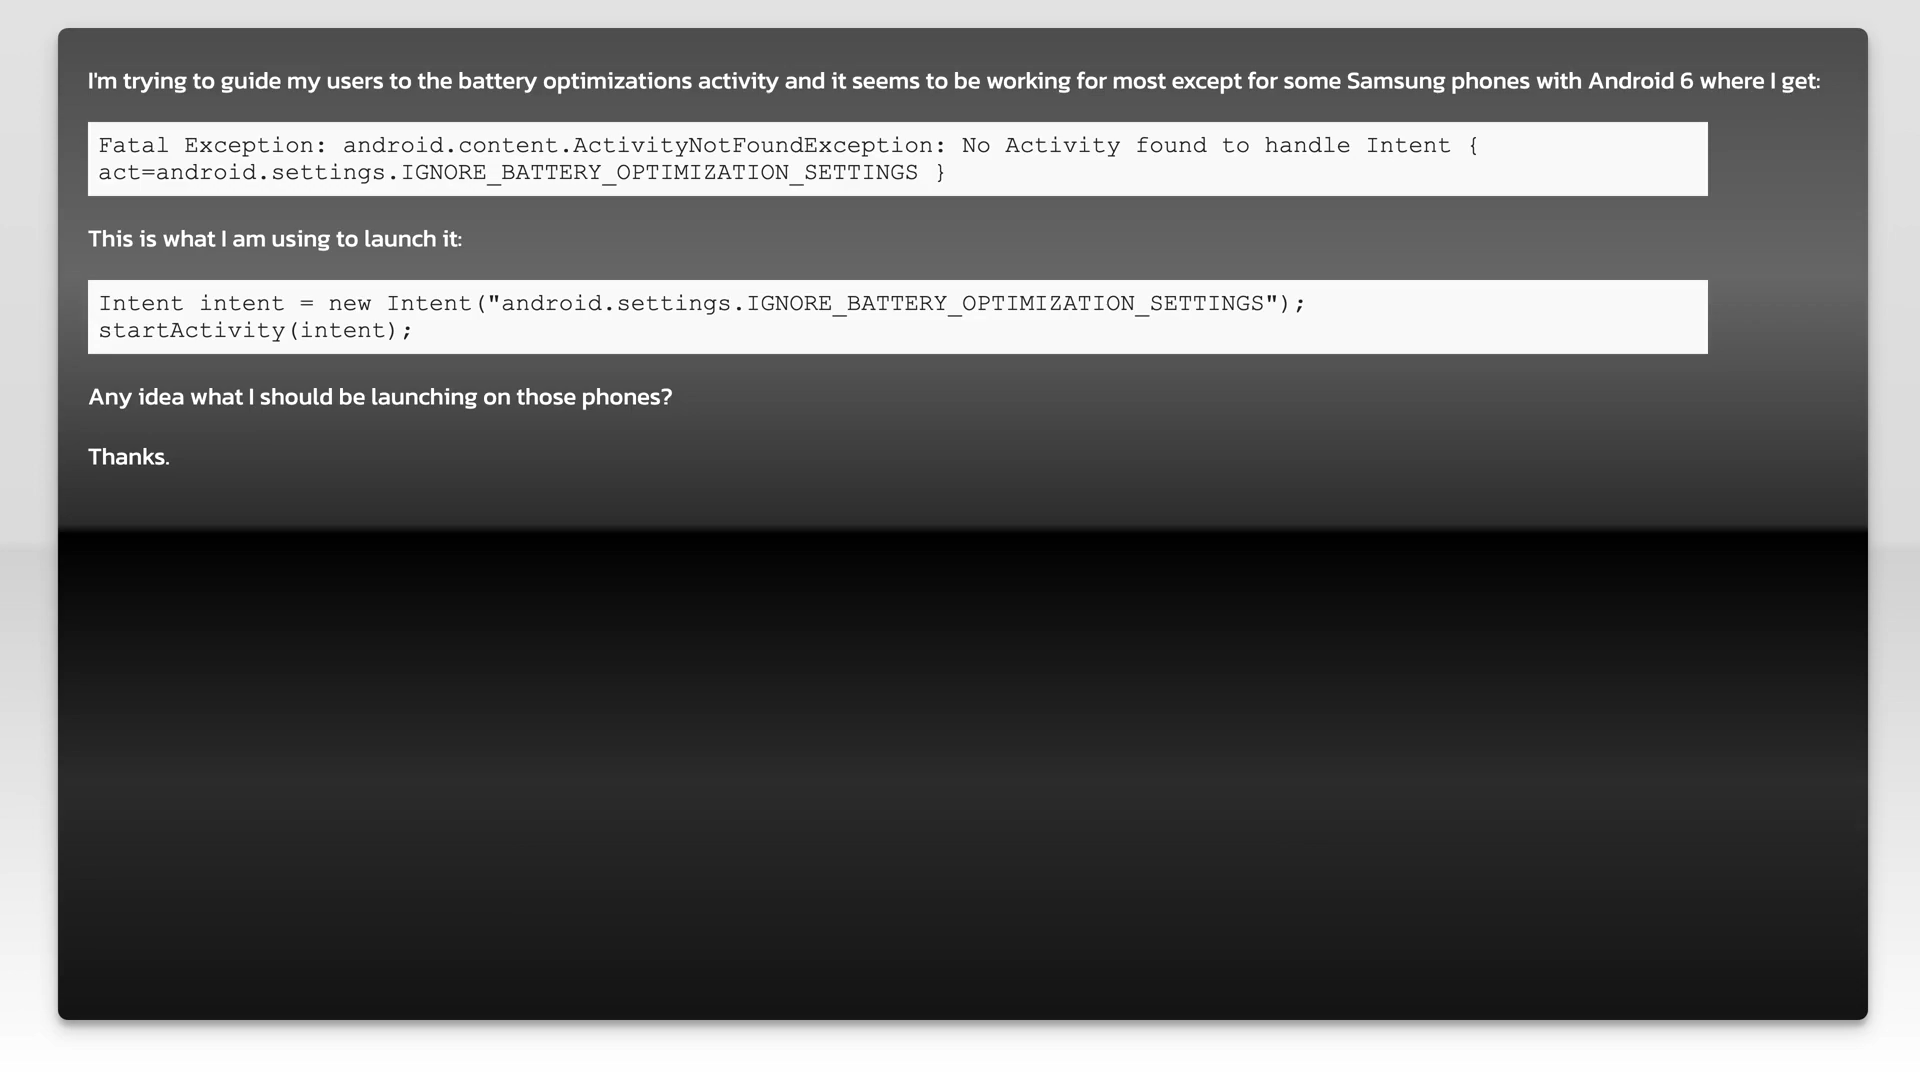 I'm trying to guide my users to the battery optimizations activity and it seems to be working for most except for some Samsung phones with Android 6 where I get:
Fatal Exception: android.content.ActivityNotFoundException: No Activity found to handle Intent {
act=android.settings.IGNORE_BATTERY_OPTIMIZATION_SETTINGS }
This is what I am using to launch it:
Intent intent = new Intent("android.settings.IGNORE_BATTERY_OPTIMIZATION_SETTINGS");
startActivity(intent);
Any idea what I should be launching on those phones?
Thanks.